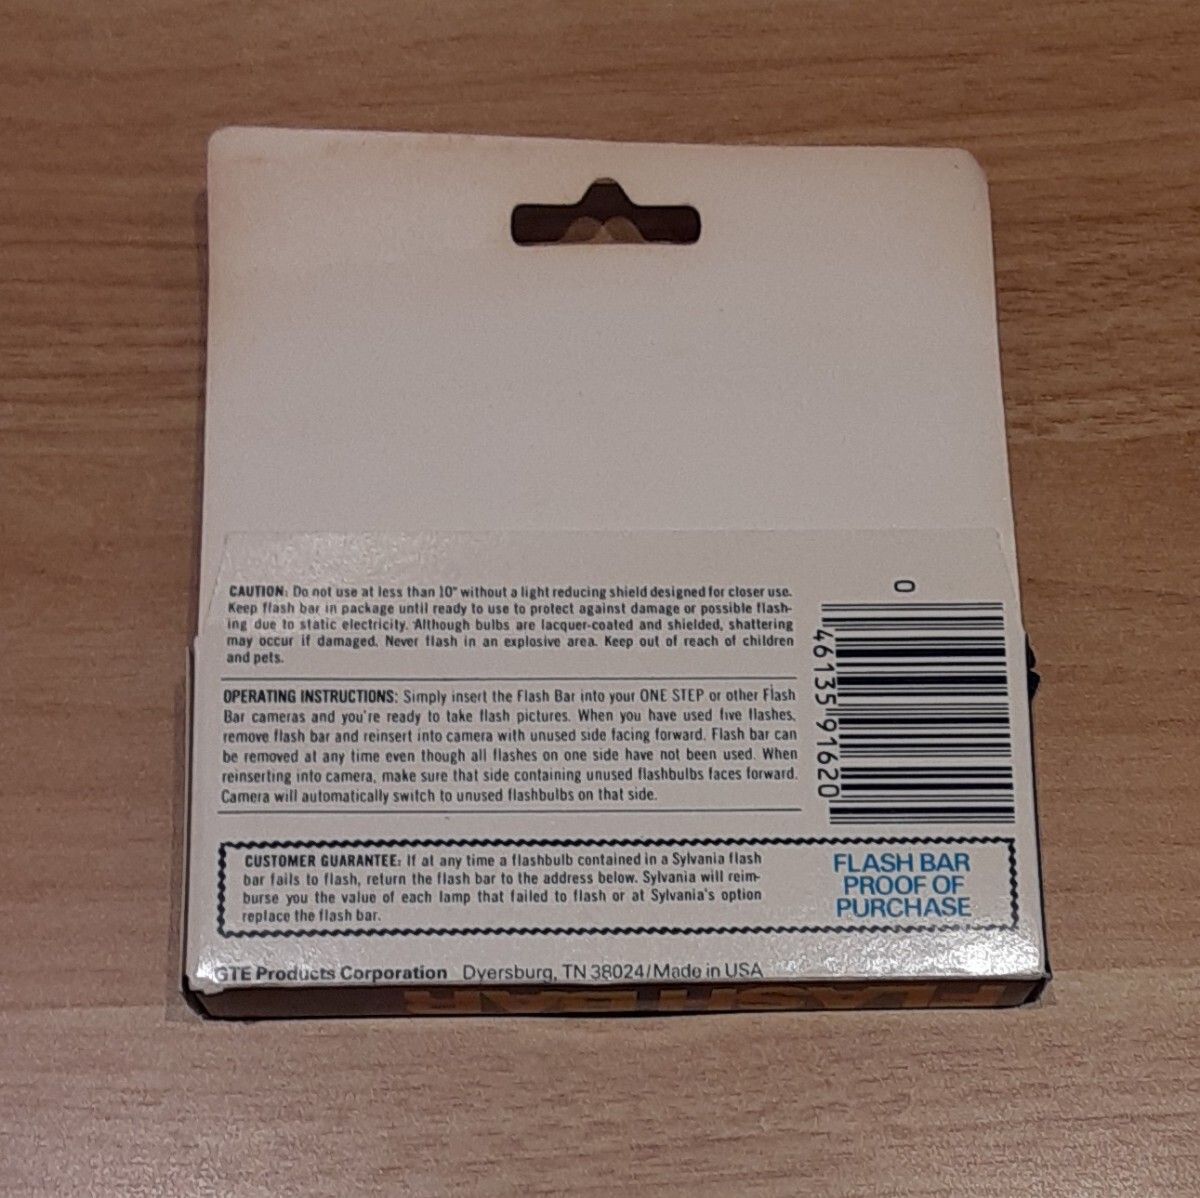 CAUTION: Do not use at less than 10" without a light reducing shield designed for closer use.
Keep flash bar in package until ready to use to protect against damage or possible flash-
ing due to static electricity. Although bulbs are lacquer-coated and shielded, shattering
may occur if damaged. Never flash in an explosive area. Keep out of reach of children
and pets.
OPERATING INSTRUCTIONS: Simply insert the Flash Bar into your ONE STEP or other Flash
Bar cameras and you're ready to take flash pictures. When you have used five flashes,
remove flash bar and reinsert into camera with unused side facing forward. Flash bar can
be removed at any time even though all flashes on one side have not been used. When
reinserting into camera, make sure that side containing unused flashbulbs faces forward.
Camera will automatically switch to unused flashbulbs on that side.
0
46135 91620
CUSTOMER GUARANTEE: If at any time a flashbulb contained in a Sylvania flash
bar fails to flash, return the flash bar to the address below. Sylvania will reim-
burse you the value of each lamp that failed to flash or at Sylvania's option
replace the flash bar.
FLASH BAR
PROOF OF
PURCHASE
GTE Products Corporation Dyersburg, TN 38024/Made in USA
FLASH BAR